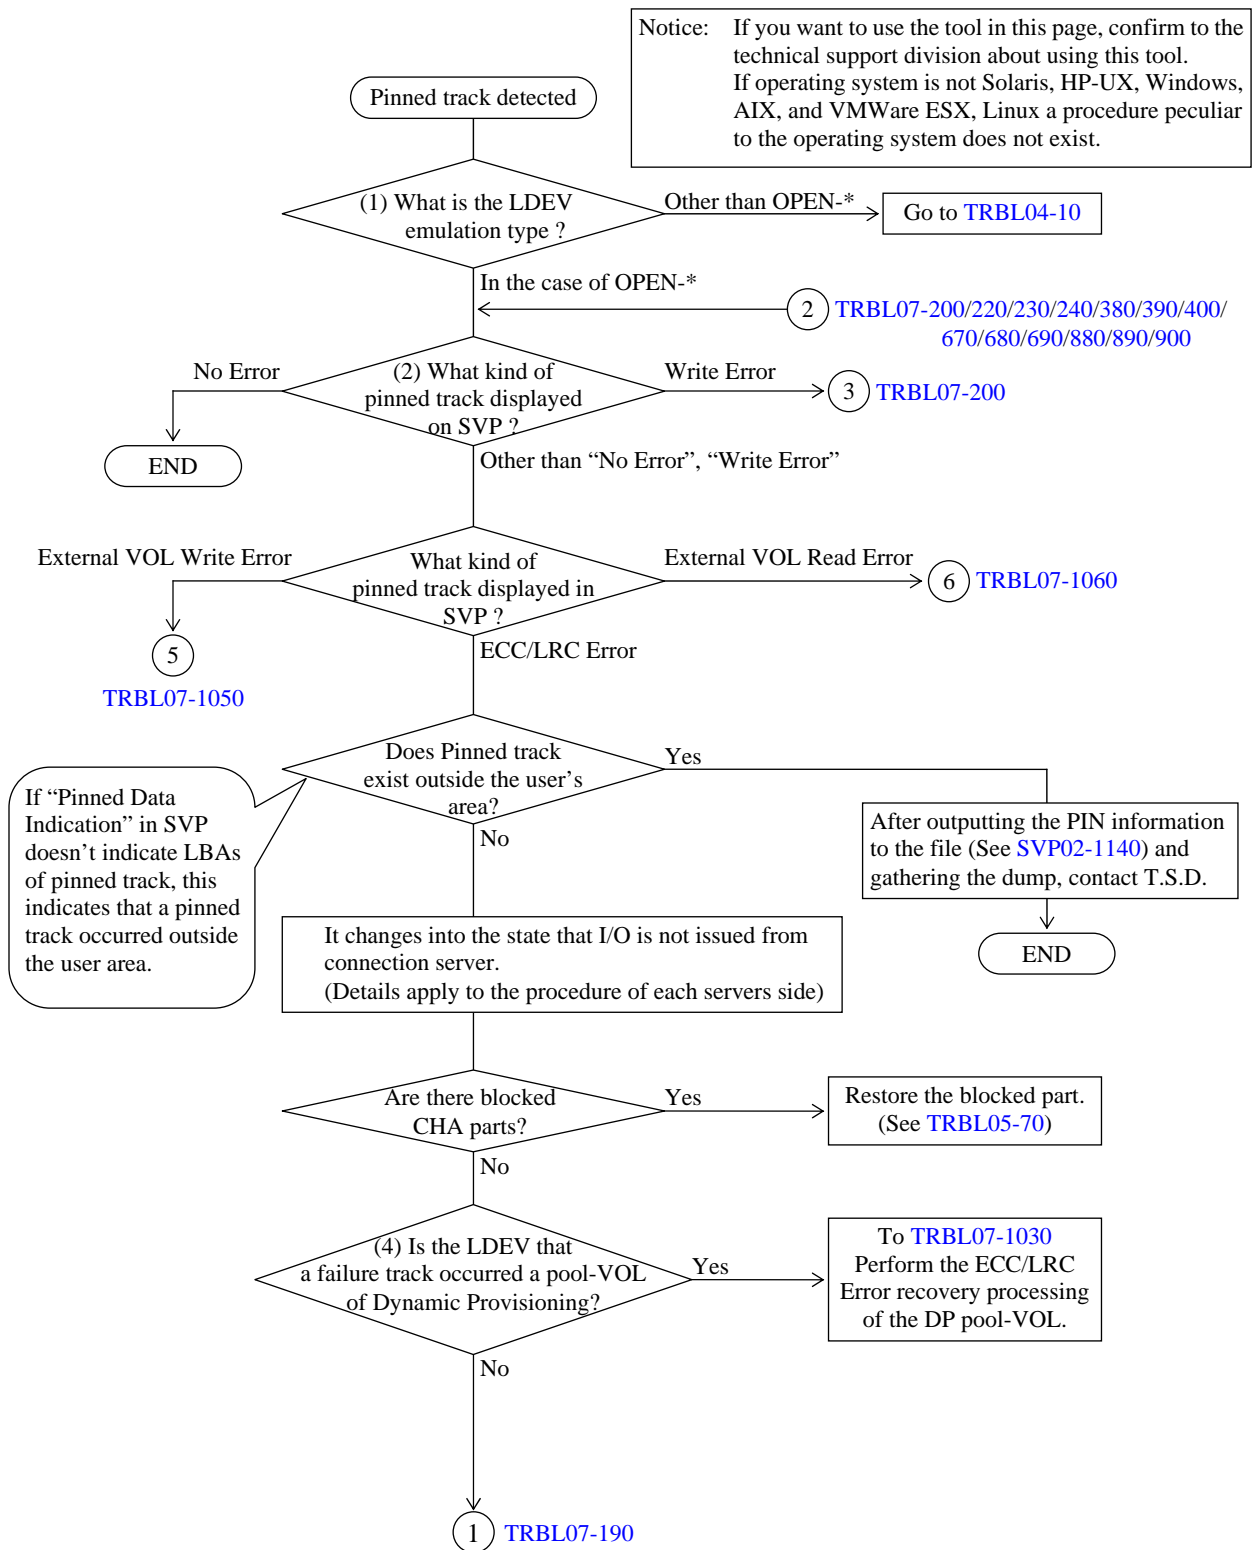 Notice: If you want to use the tool in this page, confirm to the
technical support division about using this tool.
If operating system is not Solaris, HP-UX, Windows,
AIX, and VMWare ESX, Linux a procedure peculiar
to the operating system does not exist.
Pinned track detected
(1) What is the LDEV
emulation type ?
Other than OPEN-*
Go to TRBL04-10
In the case of OPEN-*
2 TRBL07-200/220/230/240/380/390/400/
670/680/690/880/890/900
No Error
(2) What kind of
pinned track displayed
on SVP ?
Write Error
3 TRBL07-200
END
Other than “No Error”, “Write Error”
External VOL Write Error
What kind of
pinned track displayed in
SVP ?
External VOL Read Error
6 TRBL07-1060
5
TRBL07-1050
ECC/LRC Error
Does Pinned track
exist outside the user's
area?
Yes
If “Pinned Data
Indication” in SVP
doesn't indicate LBAs
of pinned track, this
indicates that a pinned
track occurred outside
the user area.
No
After outputting the PIN information
to the file (See SVP02-1140) and
gathering the dump, contact T.S.D.
END
It changes into the state that I/O is not issued from
connection server.
(Details apply to the procedure of each servers side)
Are there blocked
CHA parts?
Yes
Restore the blocked part.
(See TRBL05-70)
No
(4) Is the LDEV that
a failure track occurred a pool-VOL
of Dynamic Provisioning?
Yes
To TRBL07-1030
Perform the ECC/LRC
Error recovery processing
of the DP pool-VOL.
No
1 TRBL07-190